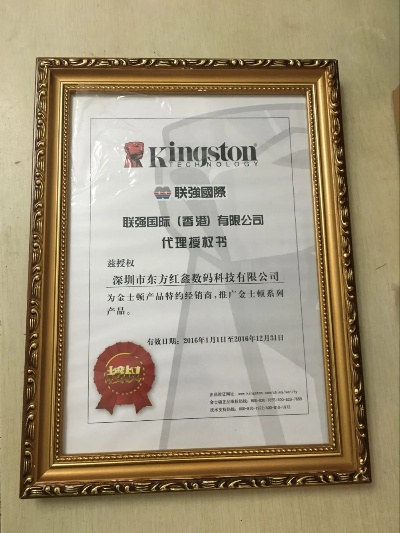 Kingston
TECHNOLOGY
联強國際
联强国际（香港）有限公司
代理授权书
兹授权
深圳市东方红鑫数码科技有限公司
为金士顿产品特约经销商，推广金士顿系列
产品。
有效日期：2016年1月1日至2016年12月31日
授权